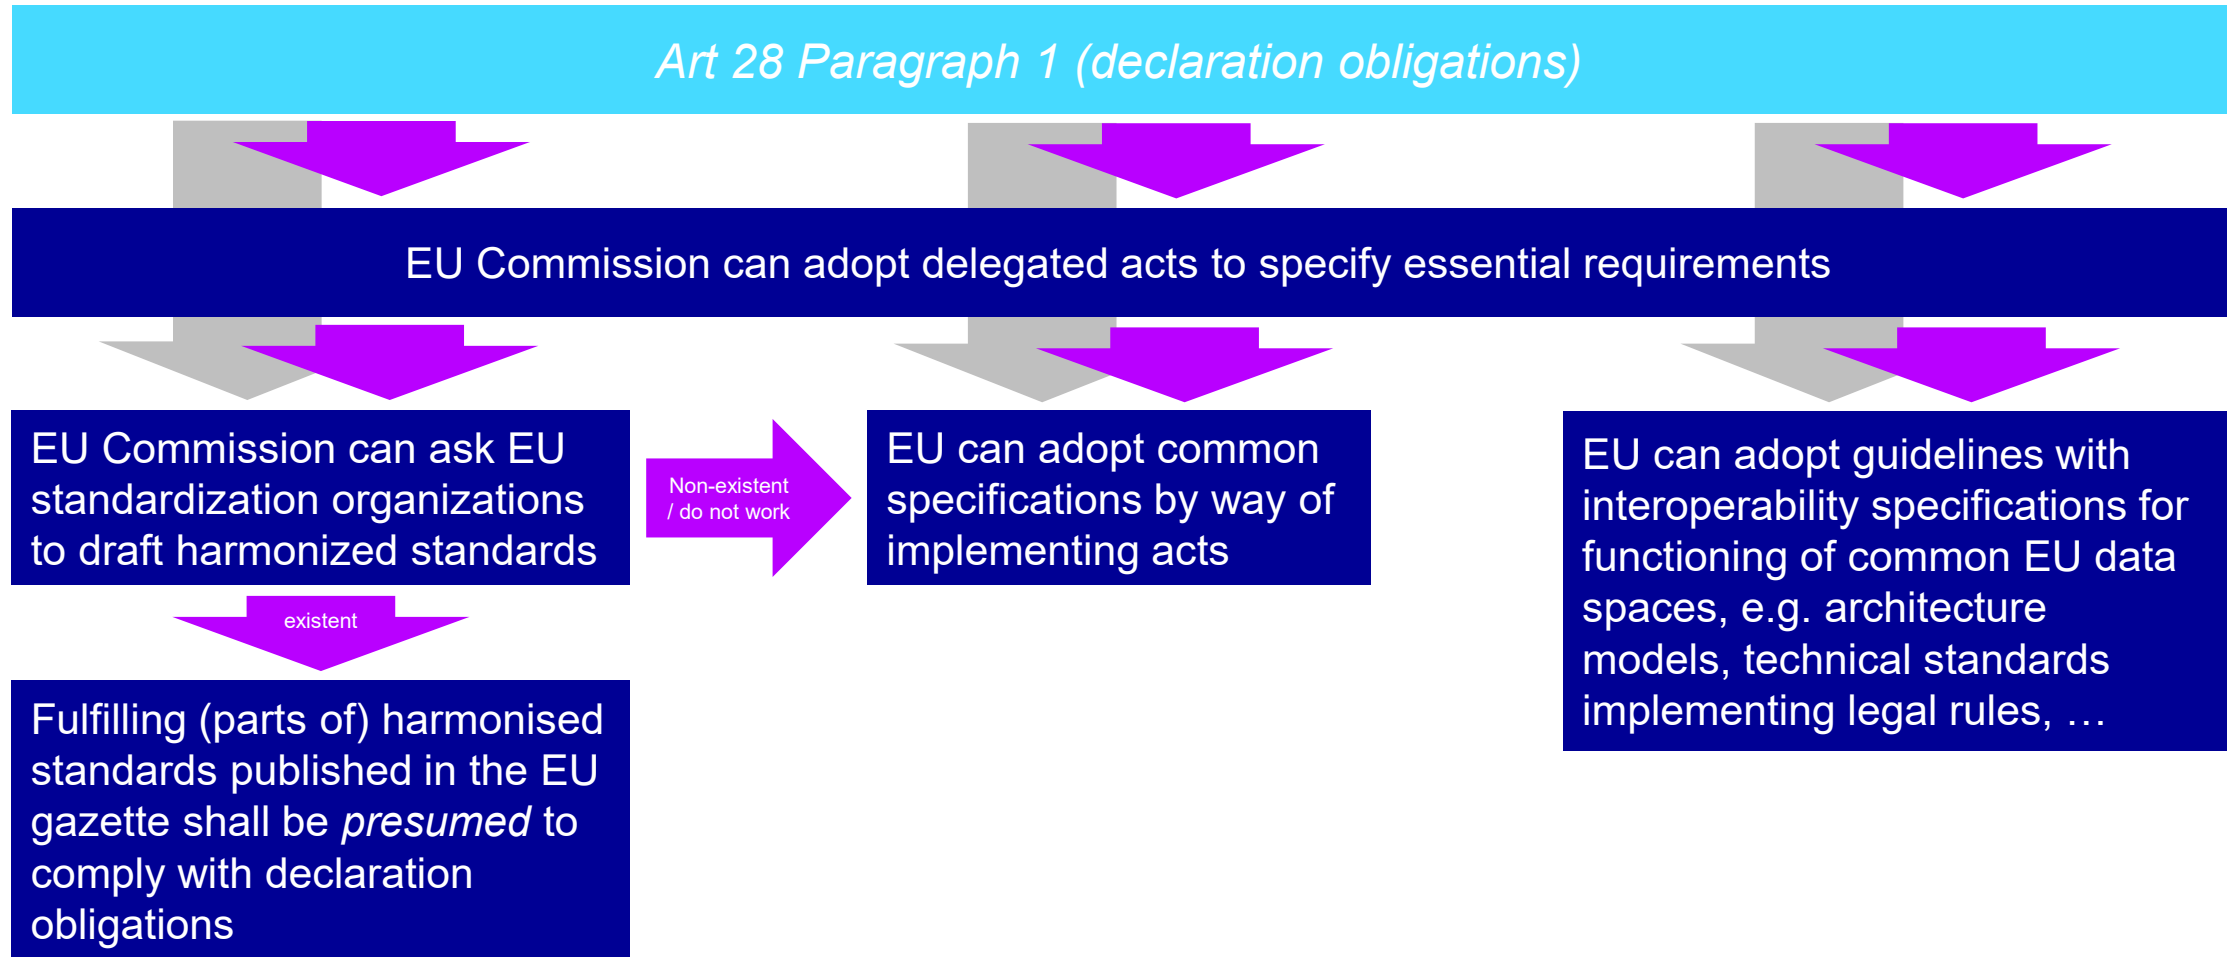 Art 28 Paragraph 1 (declaration obligations)
EU Commission can adopt delegated acts to specify essential requirements
EU Commission can ask EU
standardization organizations
to draft harmonized standards
Non-existent
/ do not work
EU can adopt common
specifications by way of
implementing acts
EU can adopt guidelines with
interoperability specifications for
functioning of common EU data
spaces, e.g. architecture
models, technical standards
implementing legal rules, …
existent
Fulfilling (parts of) harmonised
standards published in the EU
gazette shall be presumed to
comply with declaration
obligations